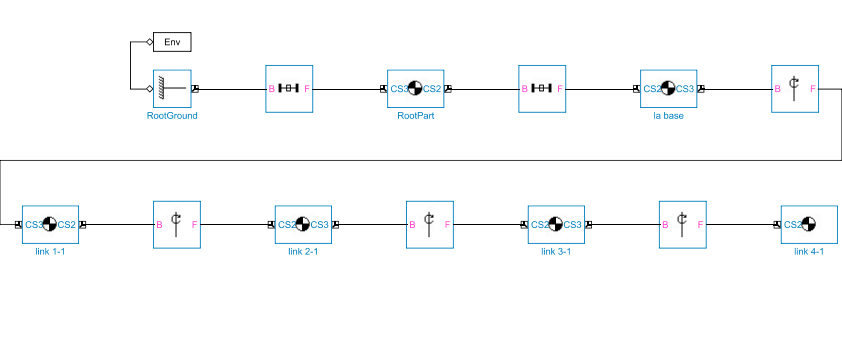 Env
B F CS3 CS2 B F CS2 CS3 B F
RootGround RootPart la base
CS3 CS2 B F CS2 CS3 B F CS2 CS3 B F CS2
link 1-1 link 2-1 link 3-1 link 4-1